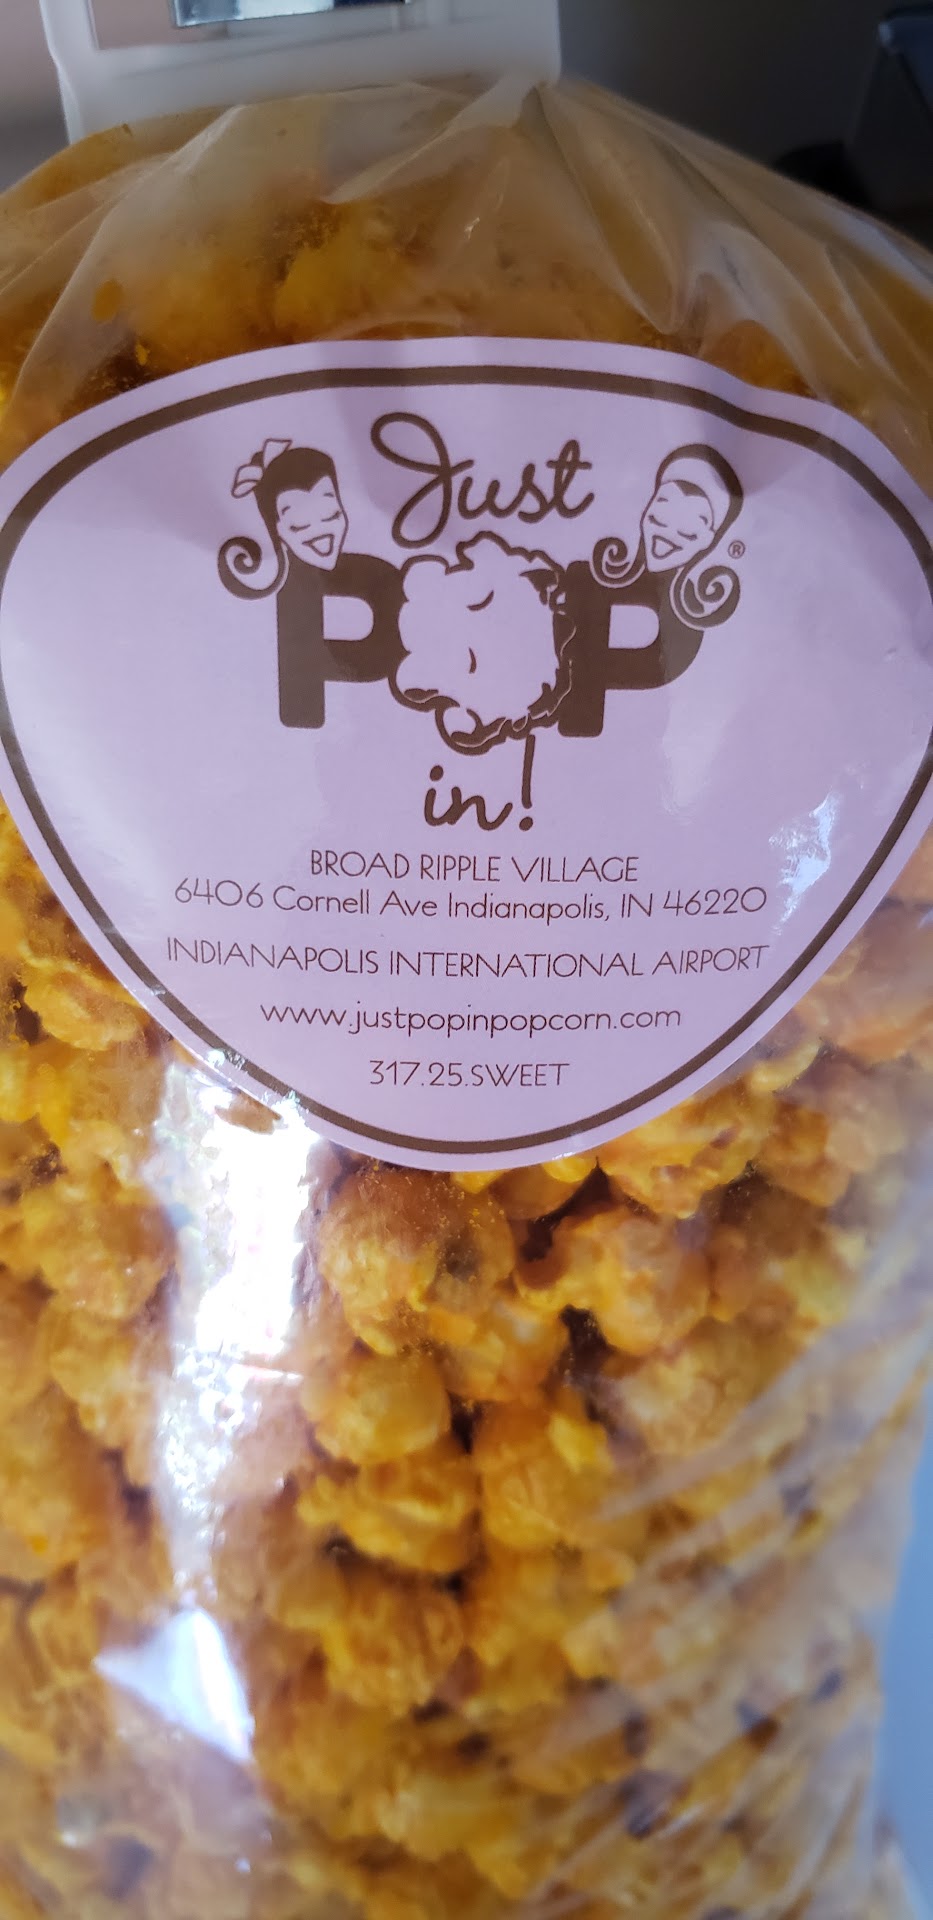 Just
POP
in!
®
BROAD RIPPLE VILLAGE
6406 Cornell Ave Indianapolis, IN 46220
INDIANAPOLIS INTERNATIONAL AIRPORT
www.justpopinpopcorn.com
317.25.SWEET